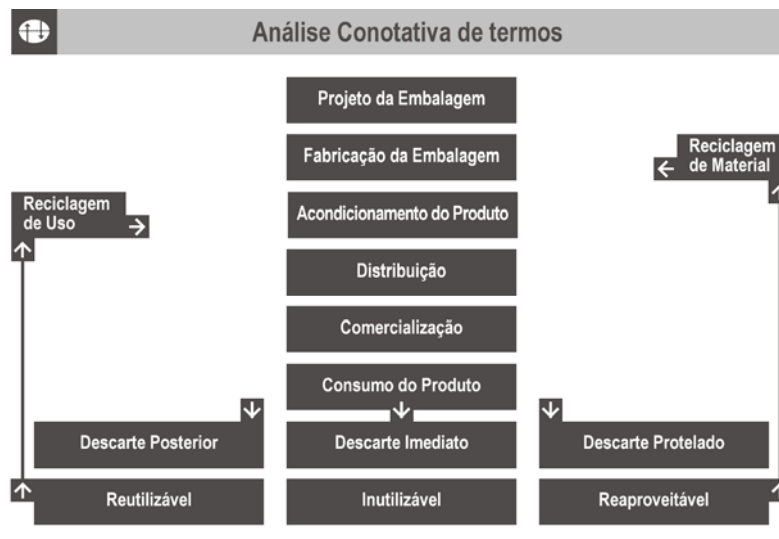 Análise Conotativa de termos
Projeto da Embalagem
Fabricação da Embalagem
Reciclagem
de Material
Reciclagem
de Uso
Acondicionamento do Produto
Distribuição
Comercialização
Consumo do Produto
Descarte Posterior
Descarte Imediato
Descarte Protelado
Reutilizável
Inutilizável
Reaproveitável